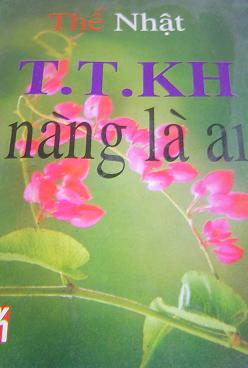 Thế Nhật
T.T.KH
nàng là ai